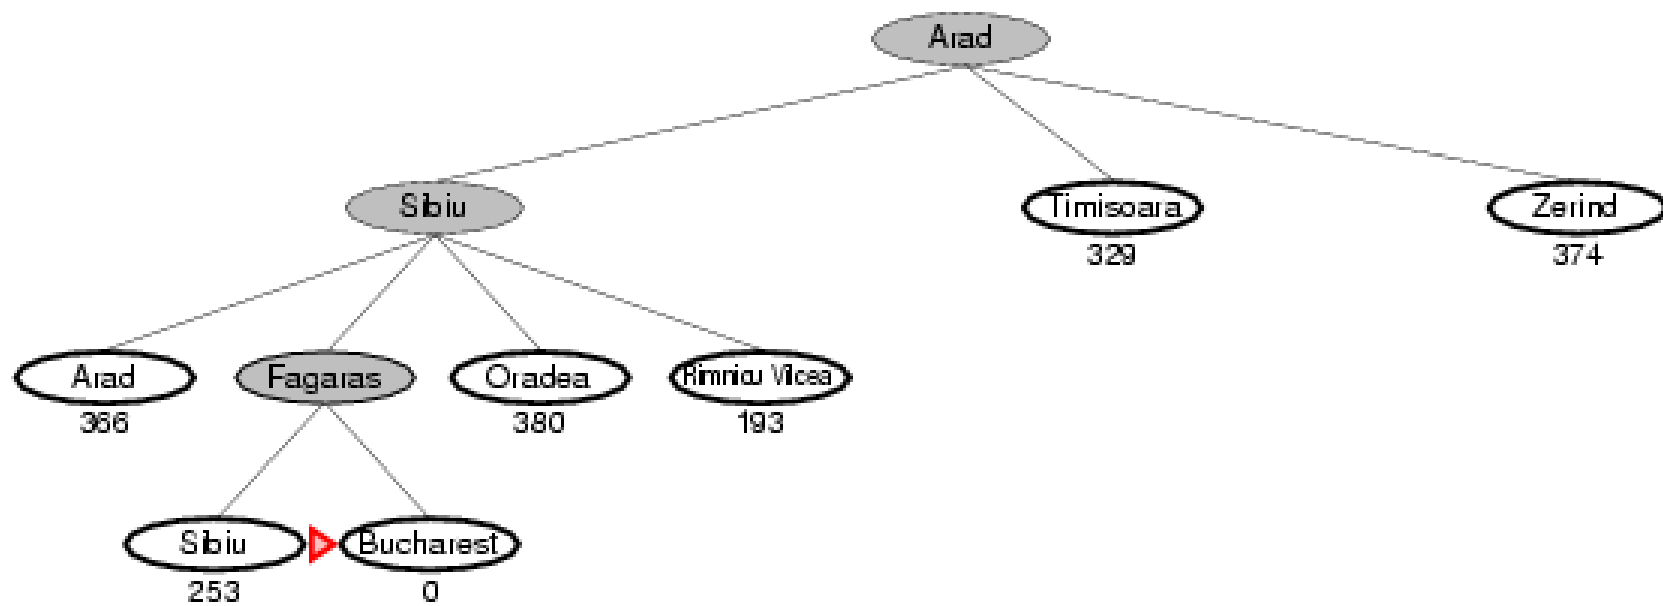 Arad
Sibiu
Timisoara
Zerind
329
374
Arad
Fagaras
Oradea
Rimnicu Vilcea
366
380
193
Sibiu
Bucharest
253
0